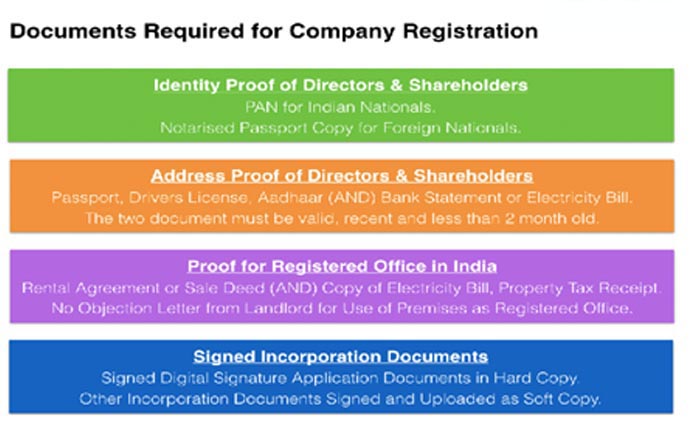 Documents Required for Company Registration
Identity Proof of Directors & Shareholders
PAN for Indian Nationals.
Notarised Passport Copy for Foreign Nationals.
Address Proof of Directors & Shareholders
Passport, Drivers License, Aadhaar (AND) Bank Statement or Electricity Bill.
The two document must be valid, recent and less than 2 month old.
Proof for Registered Office in India
Rental Agreement or Sale Deed (AND) Copy of Electricity Bill, Property Tax Receipt.
No Objection Letter from Landlord for Use of Premises as Registered Office.
Signed Incorporation Documents
Signed Digital Signature Application Documents in Hard Copy.
Other Incorporation Documents Signed and Uploaded as Soft Copy.